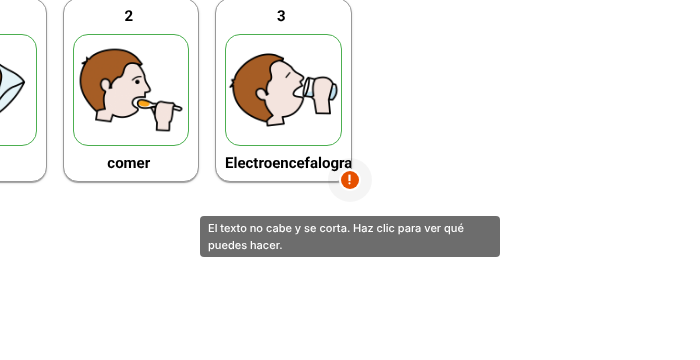 2
3
comer
Electroencefalogra
El texto no cabe y se corta. Haz clic para ver qué
puedes hacer.